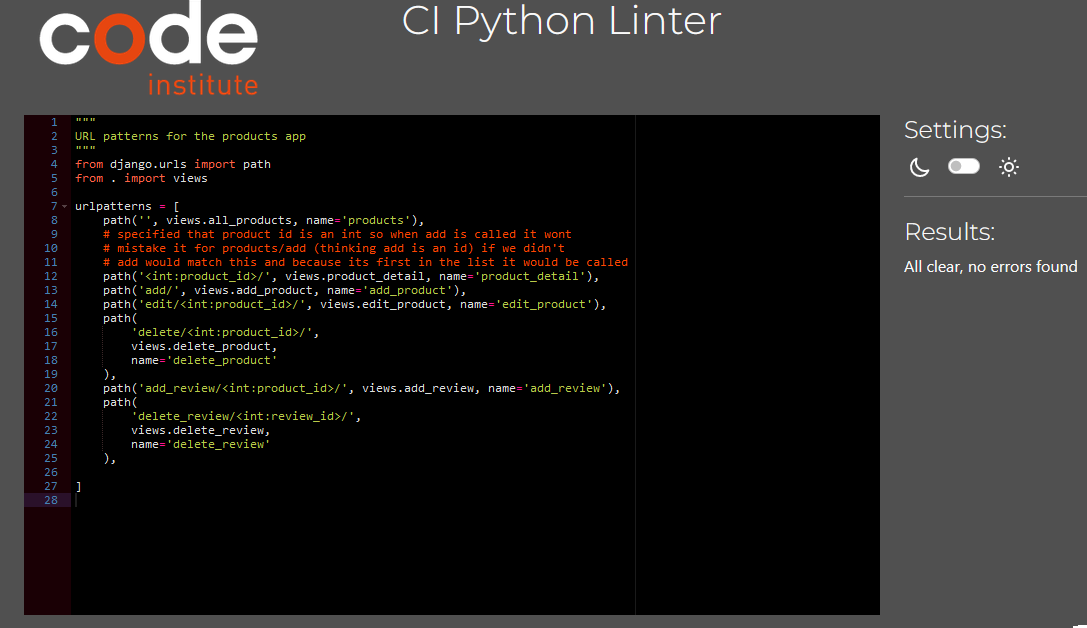 code
institute
CI Python Linter
1 """
2 URL patterns for the products app
3 """
4 from django.urls import path
5 from . import views
6
7 urlpatterns = [
8     path('', views.all_products, name='products'),
9     # specified that product id is an int so when add is called it wont
10     # mistake it for products/add (thinking add is an id) if we didn't
11     # add would match this and because its first in the list it would be called
12     path('<int:product_id>/', views.product_detail, name='product_detail'),
13     path('add/', views.add_product, name='add_product'),
14     path('edit/<int:product_id>/', views.edit_product, name='edit_product'),
15     path(
16         'delete/<int:product_id>/',
17         views.delete_product,
18         name='delete_product'
19     ),
20     path('add_review/<int:product_id>/', views.add_review, name='add_review'),
21     path(
22         'delete_review/<int:review_id>/',
23         views.delete_review,
24         name='delete_review'
25     ),
26
27 ]
28
Settings:
Results:
All clear, no errors found